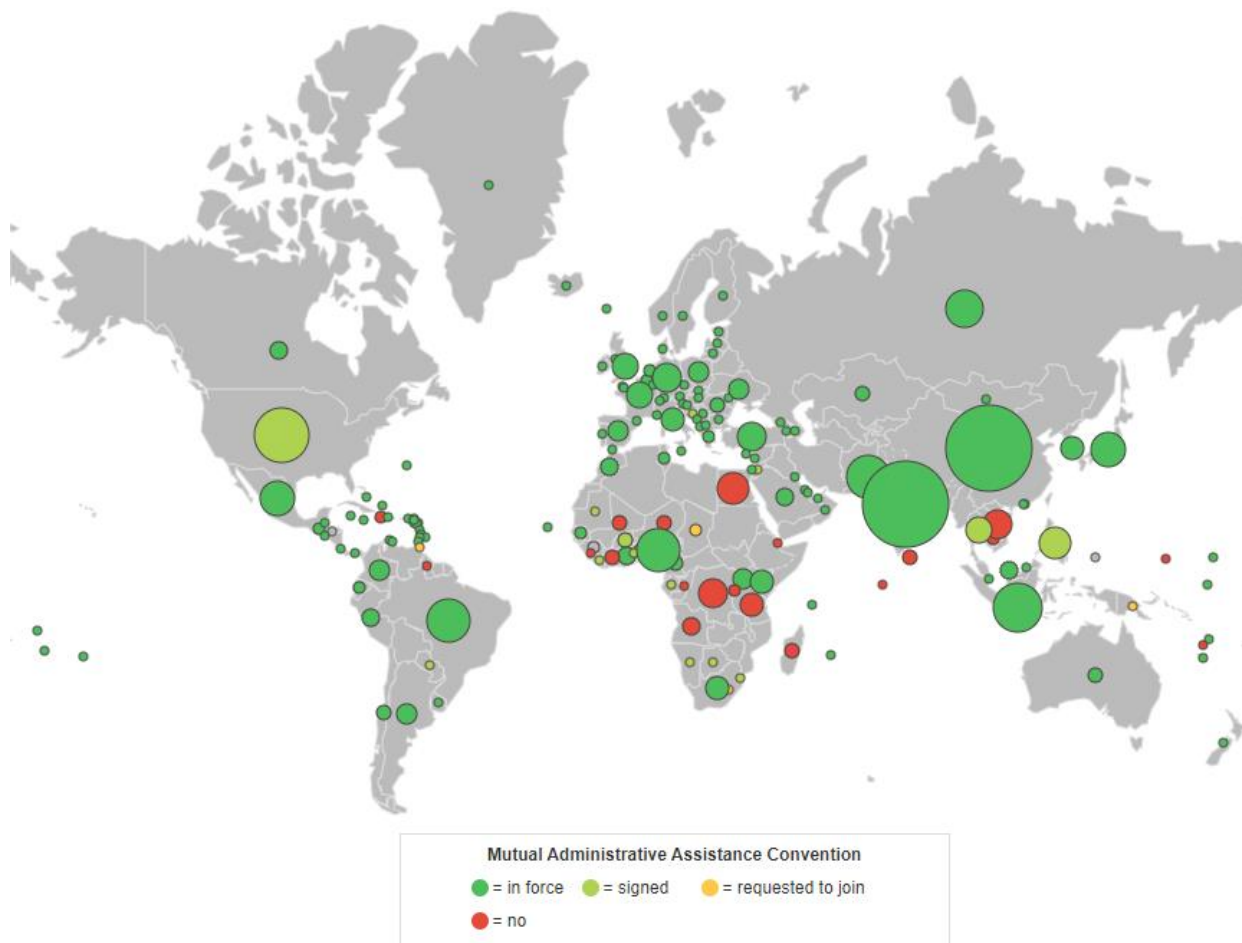 Mutual Administrative Assistance Convention
= in force = signed = requested to join
= no